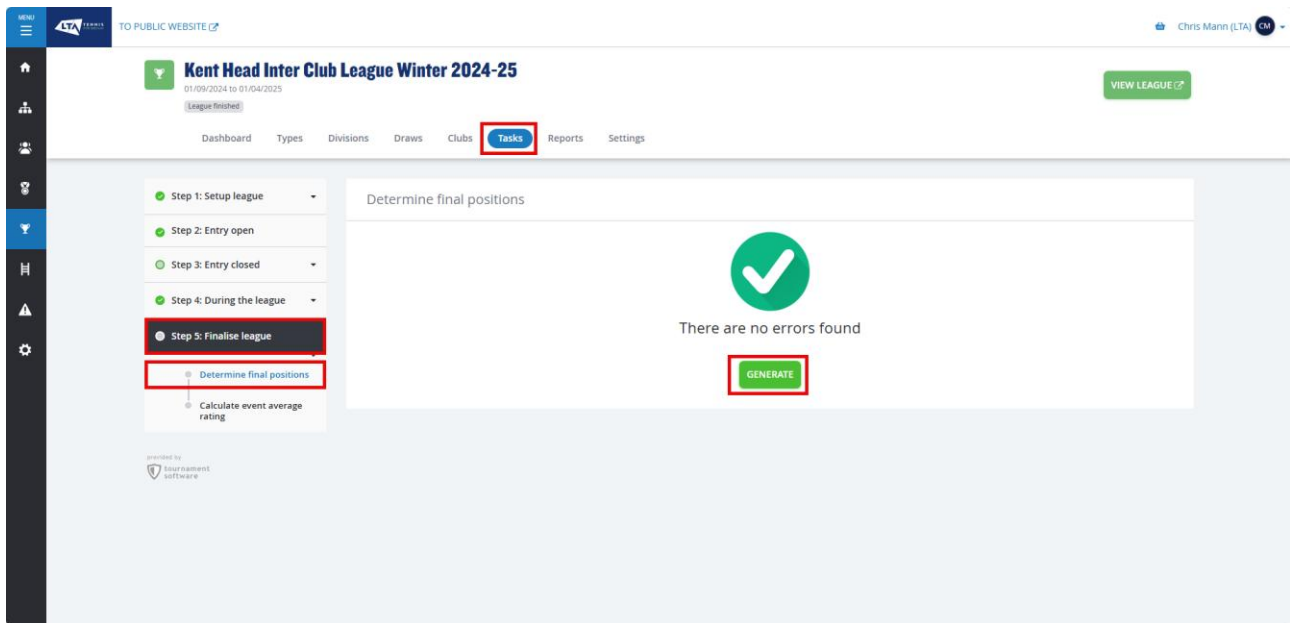 MENU
LTA TENNIS
TO PUBLIC WEBSITE
Chris Mann (LTA) CM
Kent Head Inter Club League Winter 2024-25
01/09/2024 to 01/04/2025
League finished
VIEW LEAGUE
Dashboard Types Divisions Draws Clubs Tasks Reports Settings
Step 1: Setup league
Determine final positions
Step 2: Entry open
Step 3: Entry closed
Step 4: During the league
There are no errors found
Step 5: Finalise league
Determine final positions
GENERATE
Calculate event average
rating
provided by
tournament
software